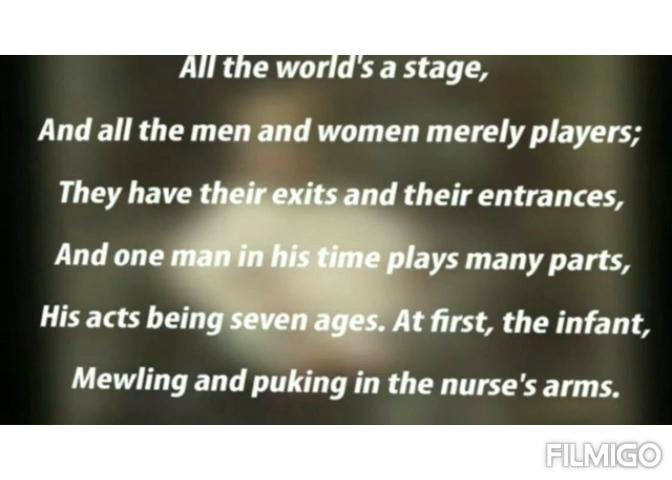 All the world's a stage,
And all the men and women merely players;
They have their exits and their entrances,
And one man in his time plays many parts,
His acts being seven ages. At first, the infant,
Mewling and puking in the nurse's arms.
FILMIGO